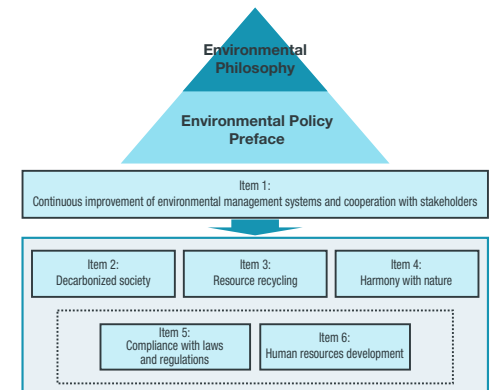 Environmental
Philosophy
Environmental Policy
Preface
Item 1:
Continuous improvement of environmental management systems and cooperation with stakeholders
Item 2:
Decarbonized society
Item 3:
Resource recycling
Item 4:
Harmony with nature
Item 5:
Compliance with laws
and regulations
Item 6:
Human resources development